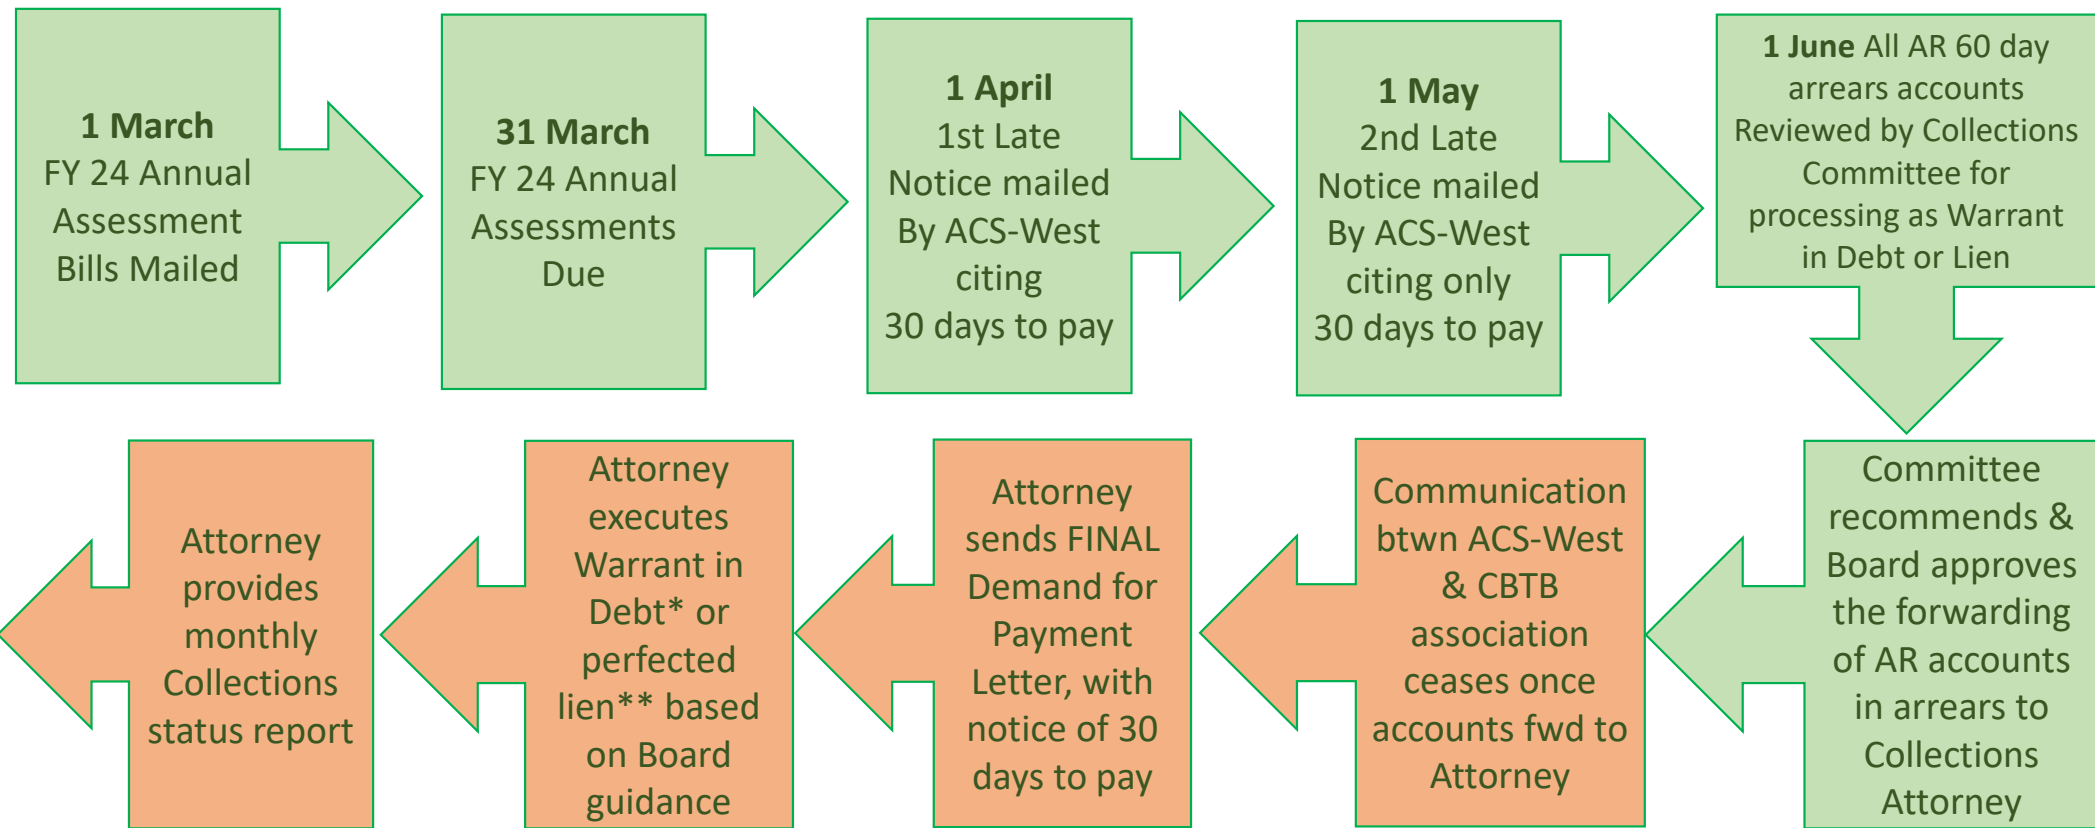 1 March
FY 24 Annual
Assessment
Bills Mailed
31 March
FY 24 Annual
Assessments
Due
1 April
1st Late
Notice mailed
By ACS-West
citing
30 days to pay
1 May
2nd Late
Notice mailed
By ACS-West
citing only
30 days to pay
1 June All AR 60 day
arrears accounts
Reviewed by Collections
Committee for
processing as Warrant
in Debt or Lien
Committee
recommends &
Board approves
the forwarding
of AR accounts
in arrears to
Collections
Attorney
Communication
btwn ACS-West
& CBTB
association
ceases once
accounts fwd to
Attorney
Attorney
sends FINAL
Demand for
Payment
Letter, with
notice of 30
days to pay
Attorney
executes
Warrant in
Debt* or
perfected
lien** based
on Board
guidance
Attorney
provides
monthly
Collections
status report